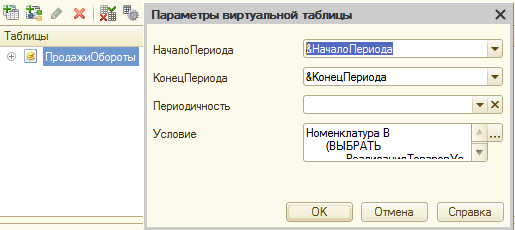 Параметры виртуальной таблицы
Таблицы
ПродажиОбороты
НачалоПериода
&НачалоПериода
КонецПериода
&КонецПериода
Периодичность
Условие
Номенклатура В
(ВЫБРАТЬ
...
OK
Отмена
Справка